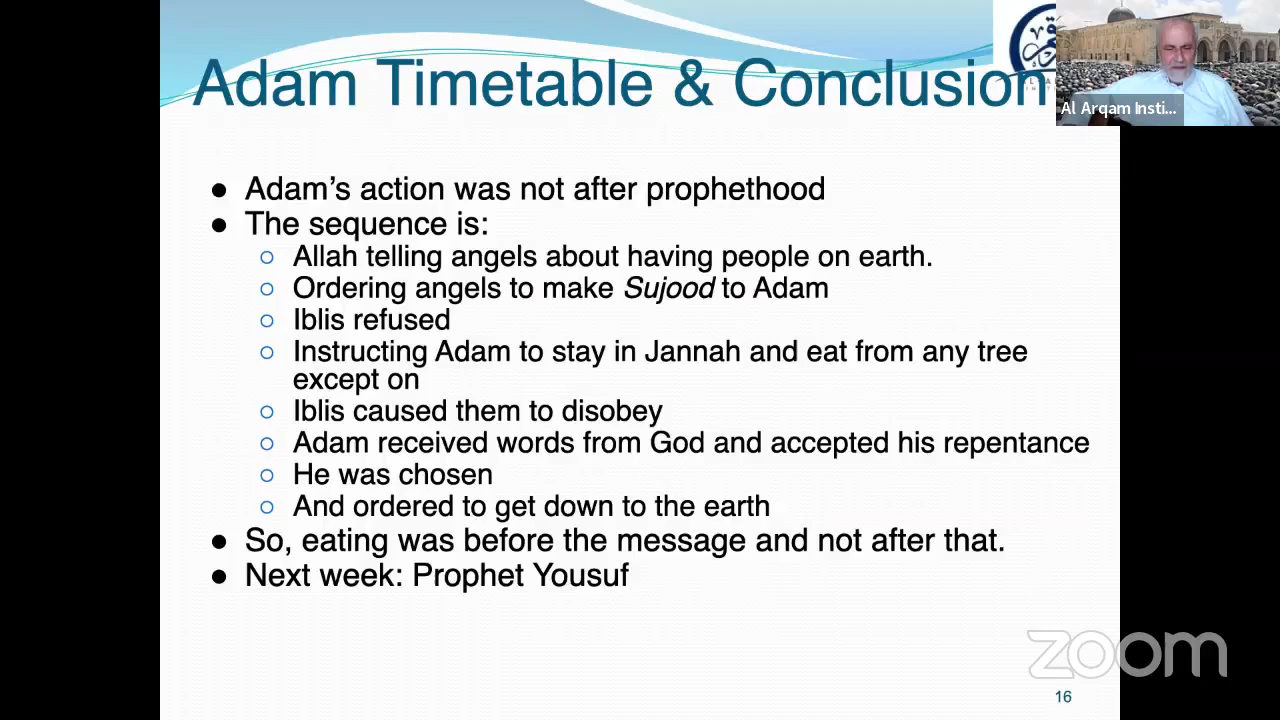 Adam Timetable & Conclusion
Al Arqam Insti...
● Adam's action was not after prophethood
● The sequence is:
○ Allah telling angels about having people on earth.
○ Ordering angels to make Sujood to Adam
○ Iblis refused
○ Instructing Adam to stay in Jannah and eat from any tree
except on
○ Iblis caused them to disobey
○ Adam received words from God and accepted his repentance
○ He was chosen
○ And ordered to get down to the earth
● So, eating was before the message and not after that.
● Next week: Prophet Yousuf
zoom
16